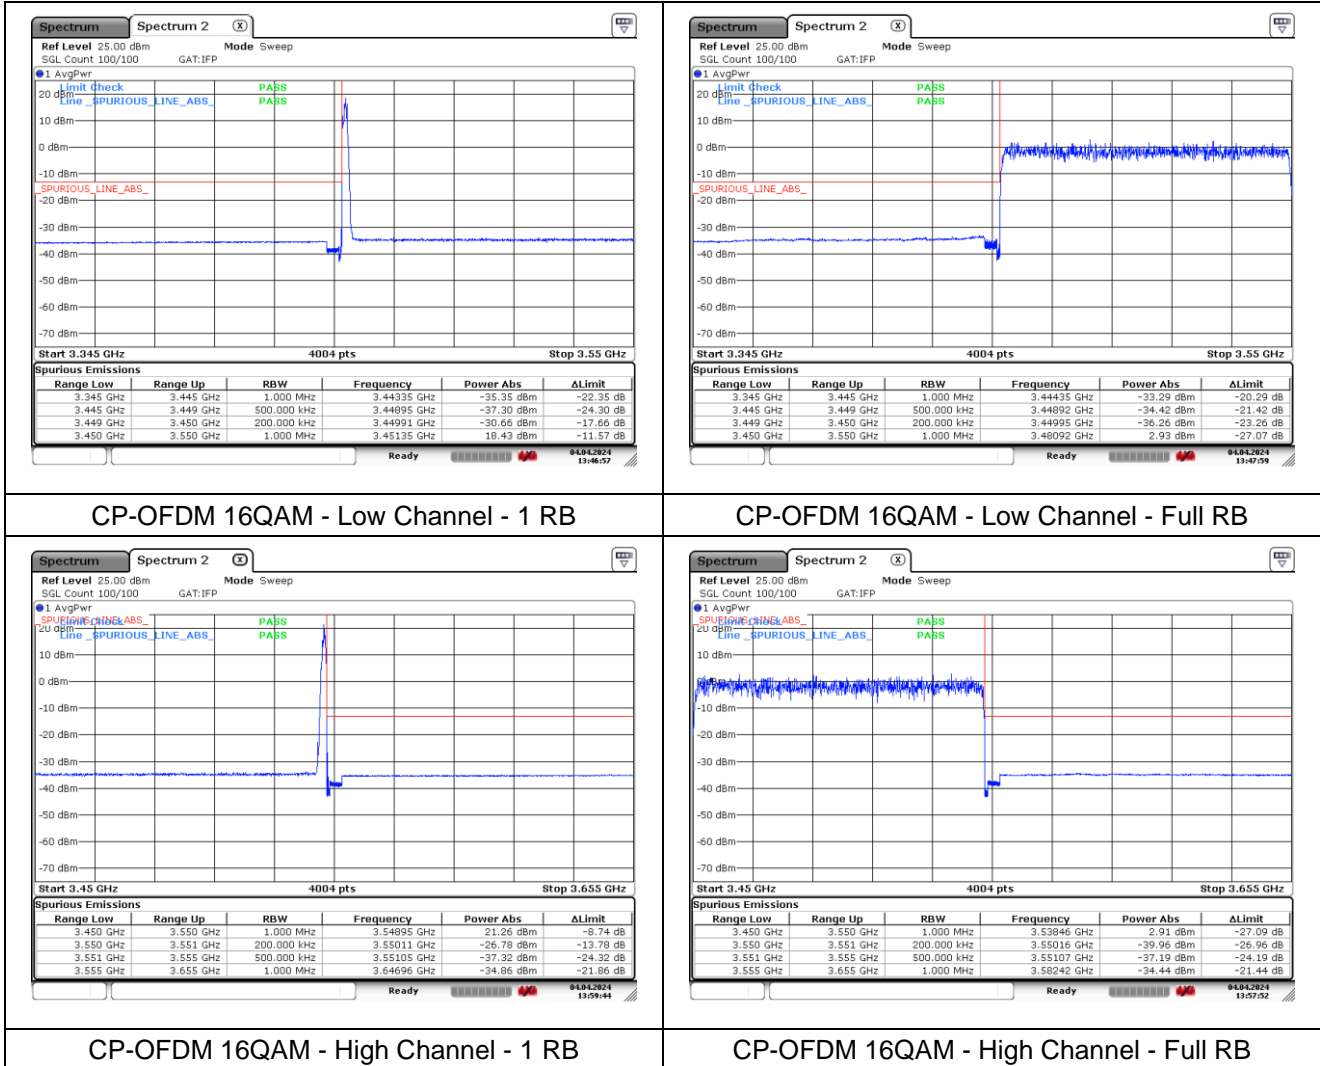 Spectrum Spectrum 2 X
Ref Level 25.00 dBm Mode Sweep
SGL Count 100/100 GAT:IFP
1 AvgPwr
Limit Check PASS
20 dBm
Line _SPURIOUS_LINE_ABS_ PASS
10 dBm
0 dBm
-10 dBm
_SPURIOUS_LINE_ABS_
-20 dBm
-30 dBm
-40 dBm
-50 dBm
-60 dBm
-70 dBm
Start 3.345 GHz 4004 pts Stop 3.55 GHz
Spurious Emissions
Range Low Range Up RBW Frequency Power Abs ΔLimit
3.345 GHz 3.445 GHz 1.000 MHz 3.44335 GHz -35.35 dBm -22.35 dB
3.445 GHz 3.449 GHz 500.000 kHz 3.44895 GHz -37.30 dBm -24.30 dB
3.449 GHz 3.450 GHz 200.000 kHz 3.44991 GHz -30.66 dBm -17.66 dB
3.450 GHz 3.550 GHz 1.000 MHz 3.45135 GHz 18.43 dBm -11.57 dB
Ready 04.04.2024
13:46:57
CP-OFDM 16QAM - Low Channel - 1 RB
Spectrum Spectrum 2 X
Ref Level 25.00 dBm Mode Sweep
SGL Count 100/100 GAT:IFP
1 AvgPwr
Limit Check PASS
20 dBm
Line _SPURIOUS_LINE_ABS_ PASS
10 dBm
0 dBm
-10 dBm
_SPURIOUS_LINE_ABS_
-20 dBm
-30 dBm
-40 dBm
-50 dBm
-60 dBm
-70 dBm
Start 3.345 GHz 4004 pts Stop 3.55 GHz
Spurious Emissions
Range Low Range Up RBW Frequency Power Abs ΔLimit
3.345 GHz 3.445 GHz 1.000 MHz 3.44435 GHz -33.29 dBm -20.29 dB
3.445 GHz 3.449 GHz 500.000 kHz 3.44892 GHz -34.42 dBm -21.42 dB
3.449 GHz 3.450 GHz 200.000 kHz 3.44995 GHz -36.26 dBm -23.26 dB
3.450 GHz 3.550 GHz 1.000 MHz 3.48092 GHz 2.93 dBm -27.07 dB
Ready 04.04.2024
13:47:59
CP-OFDM 16QAM - Low Channel - Full RB
Spectrum Spectrum 2 X
Ref Level 25.00 dBm Mode Sweep
SGL Count 100/100 GAT:IFP
1 AvgPwr
_SPURIOUS_LINE_ABS_
Limit Check PASS
20 dBm
Line _SPURIOUS_LINE_ABS_ PASS
10 dBm
0 dBm
-10 dBm
-20 dBm
-30 dBm
-40 dBm
-50 dBm
-60 dBm
-70 dBm
Start 3.45 GHz 4004 pts Stop 3.655 GHz
Spurious Emissions
Range Low Range Up RBW Frequency Power Abs ΔLimit
3.450 GHz 3.550 GHz 1.000 MHz 3.54895 GHz 21.26 dBm -8.74 dB
3.550 GHz 3.551 GHz 200.000 kHz 3.55011 GHz -26.78 dBm -13.78 dB
3.551 GHz 3.555 GHz 500.000 kHz 3.55105 GHz -37.32 dBm -24.32 dB
3.555 GHz 3.655 GHz 1.000 MHz 3.64696 GHz -34.86 dBm -21.86 dB
Ready 04.04.2024
13:59:44
CP-OFDM 16QAM - High Channel - 1 RB
Spectrum Spectrum 2 X
Ref Level 25.00 dBm Mode Sweep
SGL Count 100/100 GAT:IFP
1 AvgPwr
_SPURIOUS_LINE_ABS_
Limit Check PASS
20 dBm
Line _SPURIOUS_LINE_ABS_ PASS
10 dBm
0 dBm
-10 dBm
-20 dBm
-30 dBm
-40 dBm
-50 dBm
-60 dBm
-70 dBm
Start 3.45 GHz 4004 pts Stop 3.655 GHz
Spurious Emissions
Range Low Range Up RBW Frequency Power Abs ΔLimit
3.450 GHz 3.550 GHz 1.000 MHz 3.53846 GHz 2.91 dBm -27.09 dB
3.550 GHz 3.551 GHz 200.000 kHz 3.55016 GHz -39.96 dBm -26.96 dB
3.551 GHz 3.555 GHz 500.000 kHz 3.55107 GHz -37.19 dBm -24.19 dB
3.555 GHz 3.655 GHz 1.000 MHz 3.58242 GHz -34.44 dBm -21.44 dB
Ready 04.04.2024
13:57:52
CP-OFDM 16QAM - High Channel - Full RB